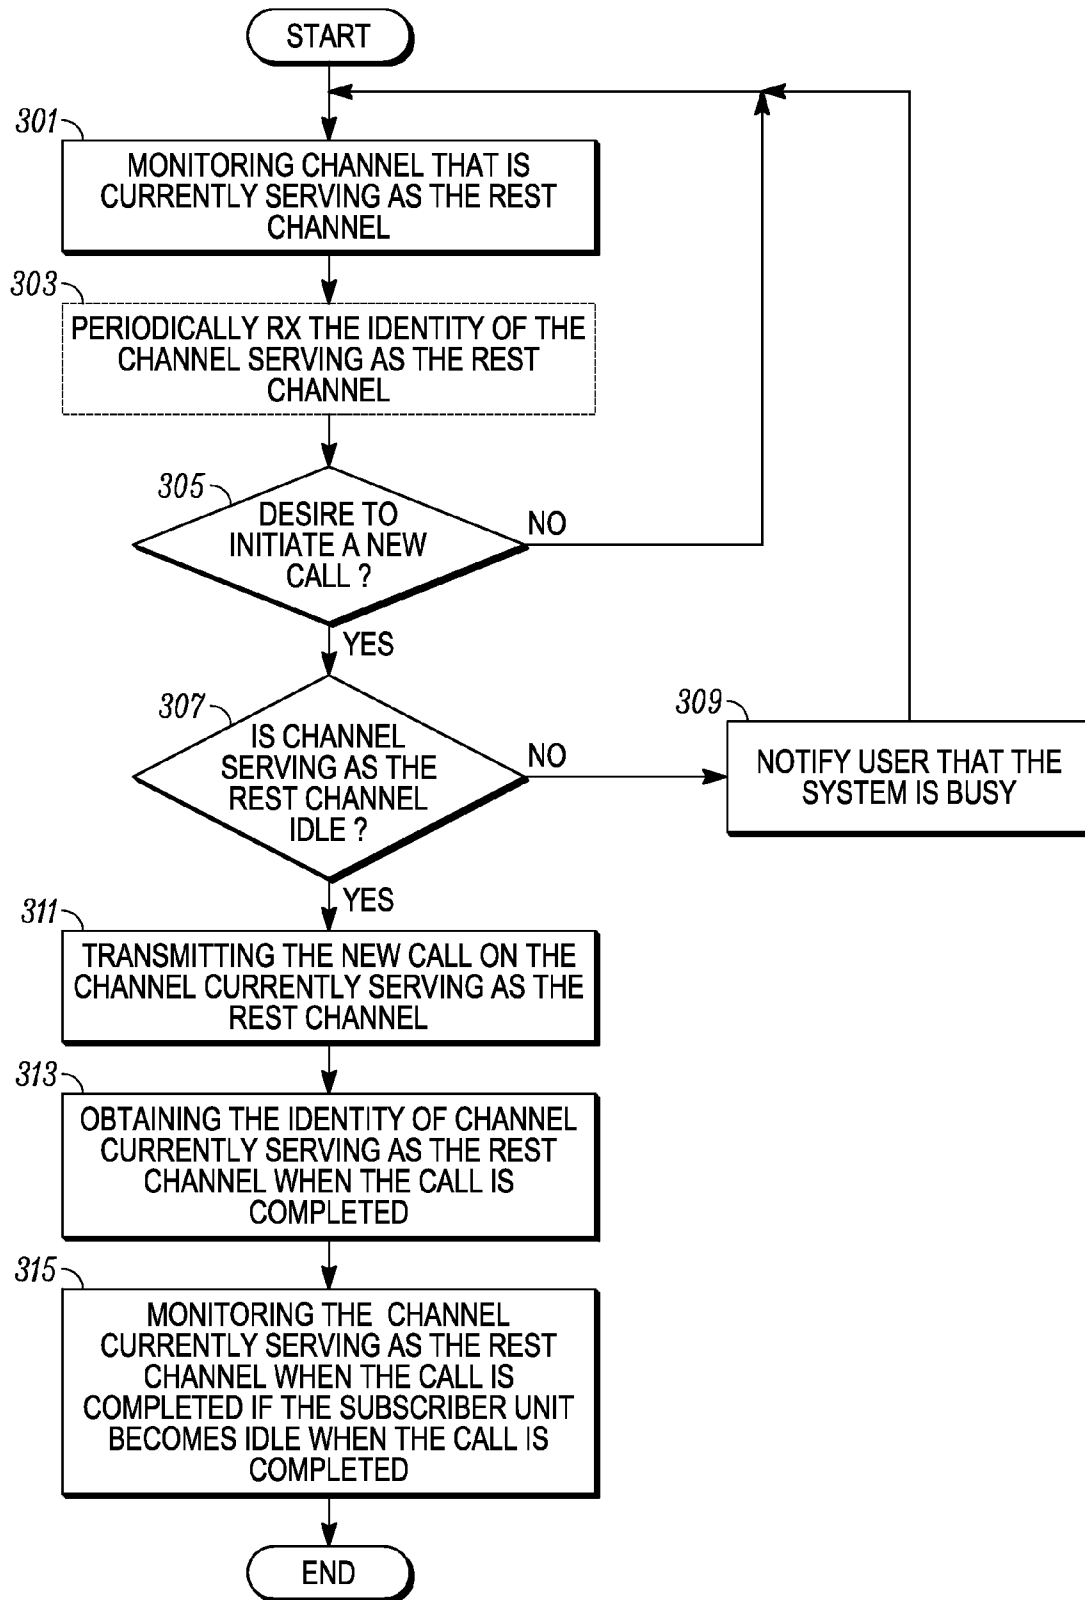 START
301
MONITORING CHANNEL THAT IS
CURRENTLY SERVING AS THE REST
CHANNEL
303
PERIODICALLY RX THE IDENTITY OF THE
CHANNEL SERVING AS THE REST
CHANNEL
305
DESIRE TO
INITIATE A NEW
CALL ?
NO
YES
307
IS CHANNEL
SERVING AS THE
REST CHANNEL
IDLE ?
NO
309
NOTIFY USER THAT THE
SYSTEM IS BUSY
YES
311
TRANSMITTING THE NEW CALL ON THE
CHANNEL CURRENTLY SERVING AS THE
REST CHANNEL
313
OBTAINING THE IDENTITY OF CHANNEL
CURRENTLY SERVING AS THE REST
CHANNEL WHEN THE CALL IS
COMPLETED
315
MONITORING THE CHANNEL
CURRENTLY SERVING AS THE REST
CHANNEL WHEN THE CALL IS
COMPLETED IF THE SUBSCRIBER UNIT
BECOMES IDLE WHEN THE CALL IS
COMPLETED
END